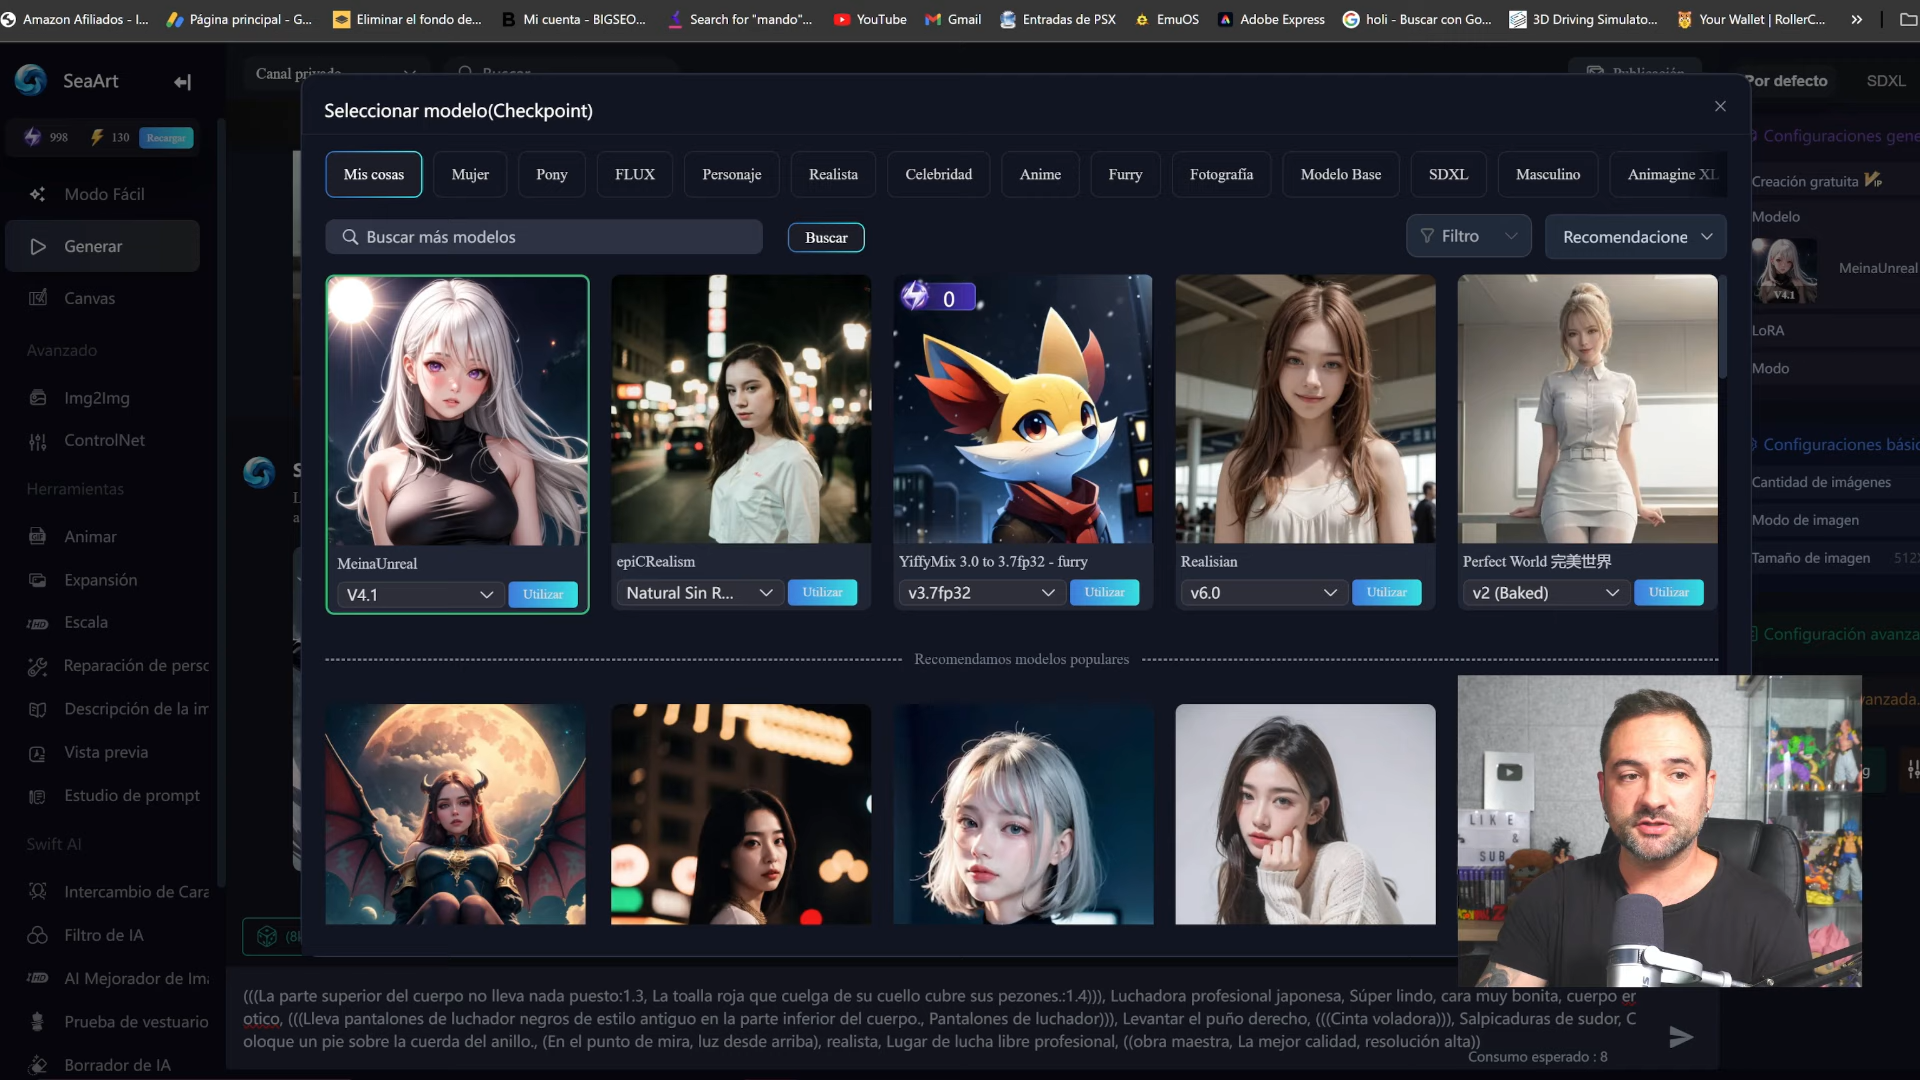 Amazon Afiliados - I...
Página principal - G...
Eliminar el fondo de...
Mi cuenta - BIGSEO...
Search for "mando"...
YouTube
Gmail
Entradas de PSX
EmuOS
Adobe Express
holi - Buscar con Go...
3D Driving Simulato...
Your Wallet | RollerC...
SeaArt
Canal privado
Buscar
Publicación
Por defecto
SDXL
998
130
Recargar
Modo Fácil
Generar
Canvas
Avanzado
Img2Img
ControlNet
Herramientas
Animar
Expansión
Escala
Reparación de perso
Descripción de la im
Vista previa
Estudio de prompt
Swift AI
Intercambio de Cara
Filtro de IA
AI Mejorador de Ima
Prueba de vestuario
Borrador de IA
Seleccionar modelo(Checkpoint)
Mis cosas
Mujer
Pony
FLUX
Personaje
Realista
Celebridad
Anime
Furry
Fotografía
Modelo Base
SDXL
Masculino
Animagine XL
Buscar más modelos
Buscar
Filtro
Recomendacione
0
MeinaUnreal
V4.1
Utilizar
epiCRealism
Natural Sin R...
Utilizar
YiffyMix 3.0 to 3.7fp32 - furry
v3.7fp32
Utilizar
Realisian
v6.0
Utilizar
Perfect World 完美世界
v2 (Baked)
Utilizar
Recomendamos modelos populares
Configuraciones gene
Creación gratuita
VIP
Modelo
MeinaUnreal
V4.1
LoRA
Modo
Configuraciones básic
Cantidad de imágenes
Modo de imagen
Tamaño de imagen
512
Configuración avanza
vanzada.
LIKE
&
SUB
(8k
(((La parte superior del cuerpo no lleva nada puesto:1.3, La toalla roja que cuelga de su cuello cubre sus pezones.:1.4))), Luchadora profesional japonesa, Súper lindo, cara muy bonita, cuerpo er
otico, (((Lleva pantalones de luchador negros de estilo antiguo en la parte inferior del cuerpo., Pantalones de luchador))), Levantar el puño derecho, (((Cinta voladora))), Salpicaduras de sudor, C
oloque un pie sobre la cuerda del anillo., (En el punto de mira, luz desde arriba), realista, Lugar de lucha libre profesional, ((obra maestra, La mejor calidad, resolución alta))
Consumo esperado : 8